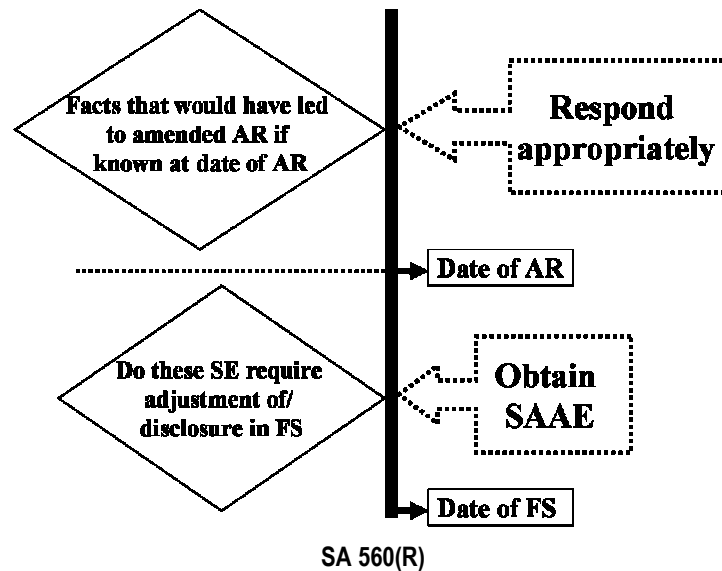 Facts that would have led
to amended AR if
known at date of AR
Respond
appropriately
Date of AR
Do these SE require
adjustment of/
disclosure in FS
Obtain
SAAE
Date of FS
SA 560(R)